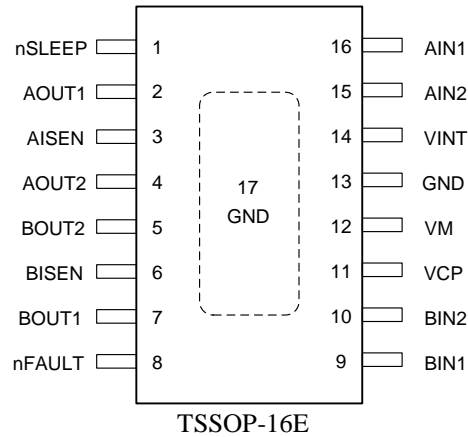 nSLEEP 1 16 AIN1
AOUT1 2 15 AIN2
AISEN 3 14 VINT
AOUT2 4 17 13 GND
BOUT2 5 GND 12 VM
BISEN 6 11 VCP
BOUT1 7 10 BIN2
nFAULT 8 9 BIN1
TSSOP-16E